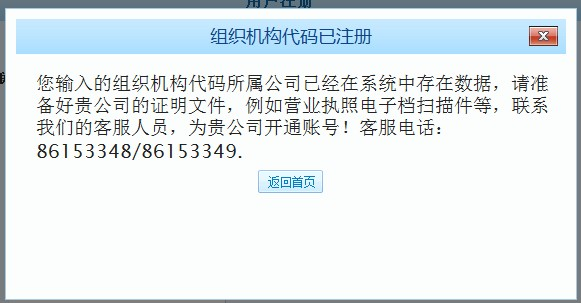 用户注册
组织机构代码已注册
您输入的组织机构代码所属公司已经在系统中存在数据，请准
备好贵公司的证明文件，例如营业执照电子档扫描件等，联系
我们的客服人员，为贵公司开通账号！客服电话：
86153348/86153349.
返回首页